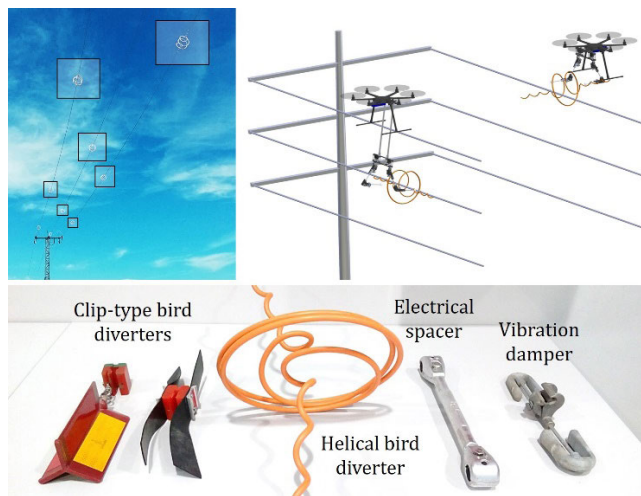 Clip-type bird
diverters
Electrical
spacer
Vibration
damper
Helical bird
diverter